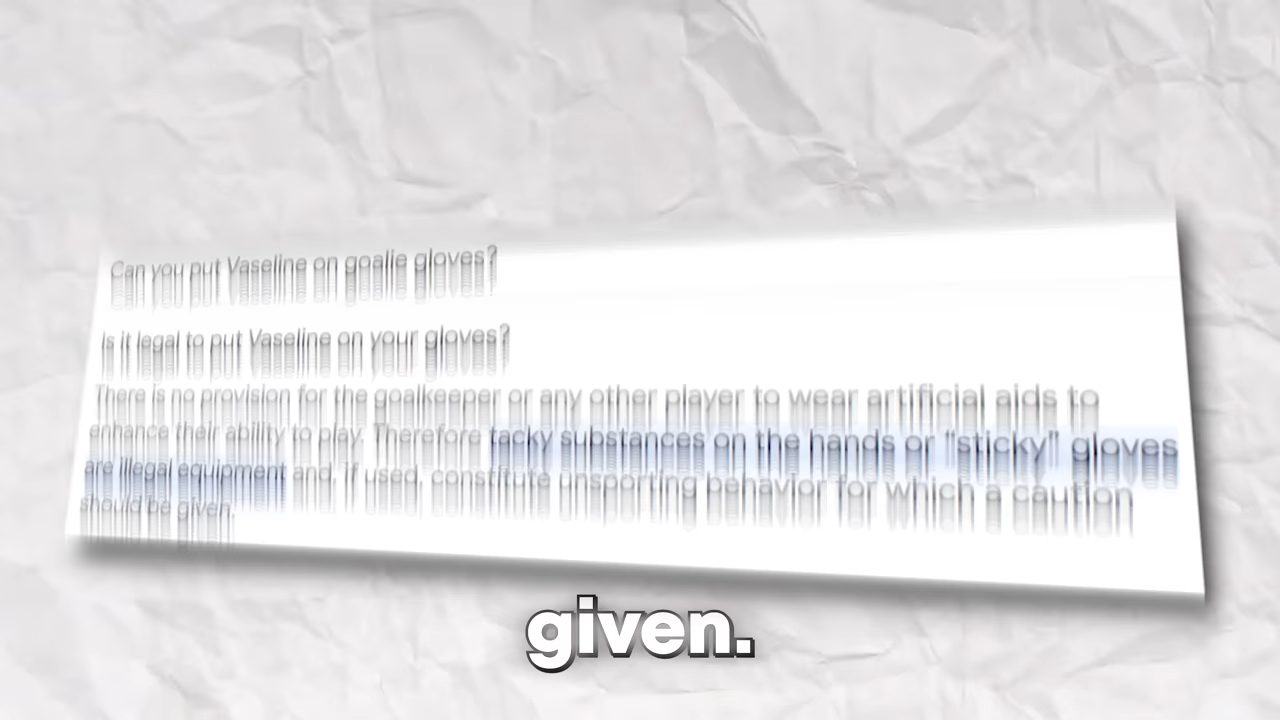 Can you put Vaseline on goalie gloves?
Is it legal to put Vaseline on your gloves?
There is no provision for the goalkeeper or any other player to wear artificial aids to
enhance their ability to play. Therefore tacky substances on the hands or "sticky" gloves
are illegal equipment and, if used, constitute unsporting behavior for which a caution
should be given.
given.